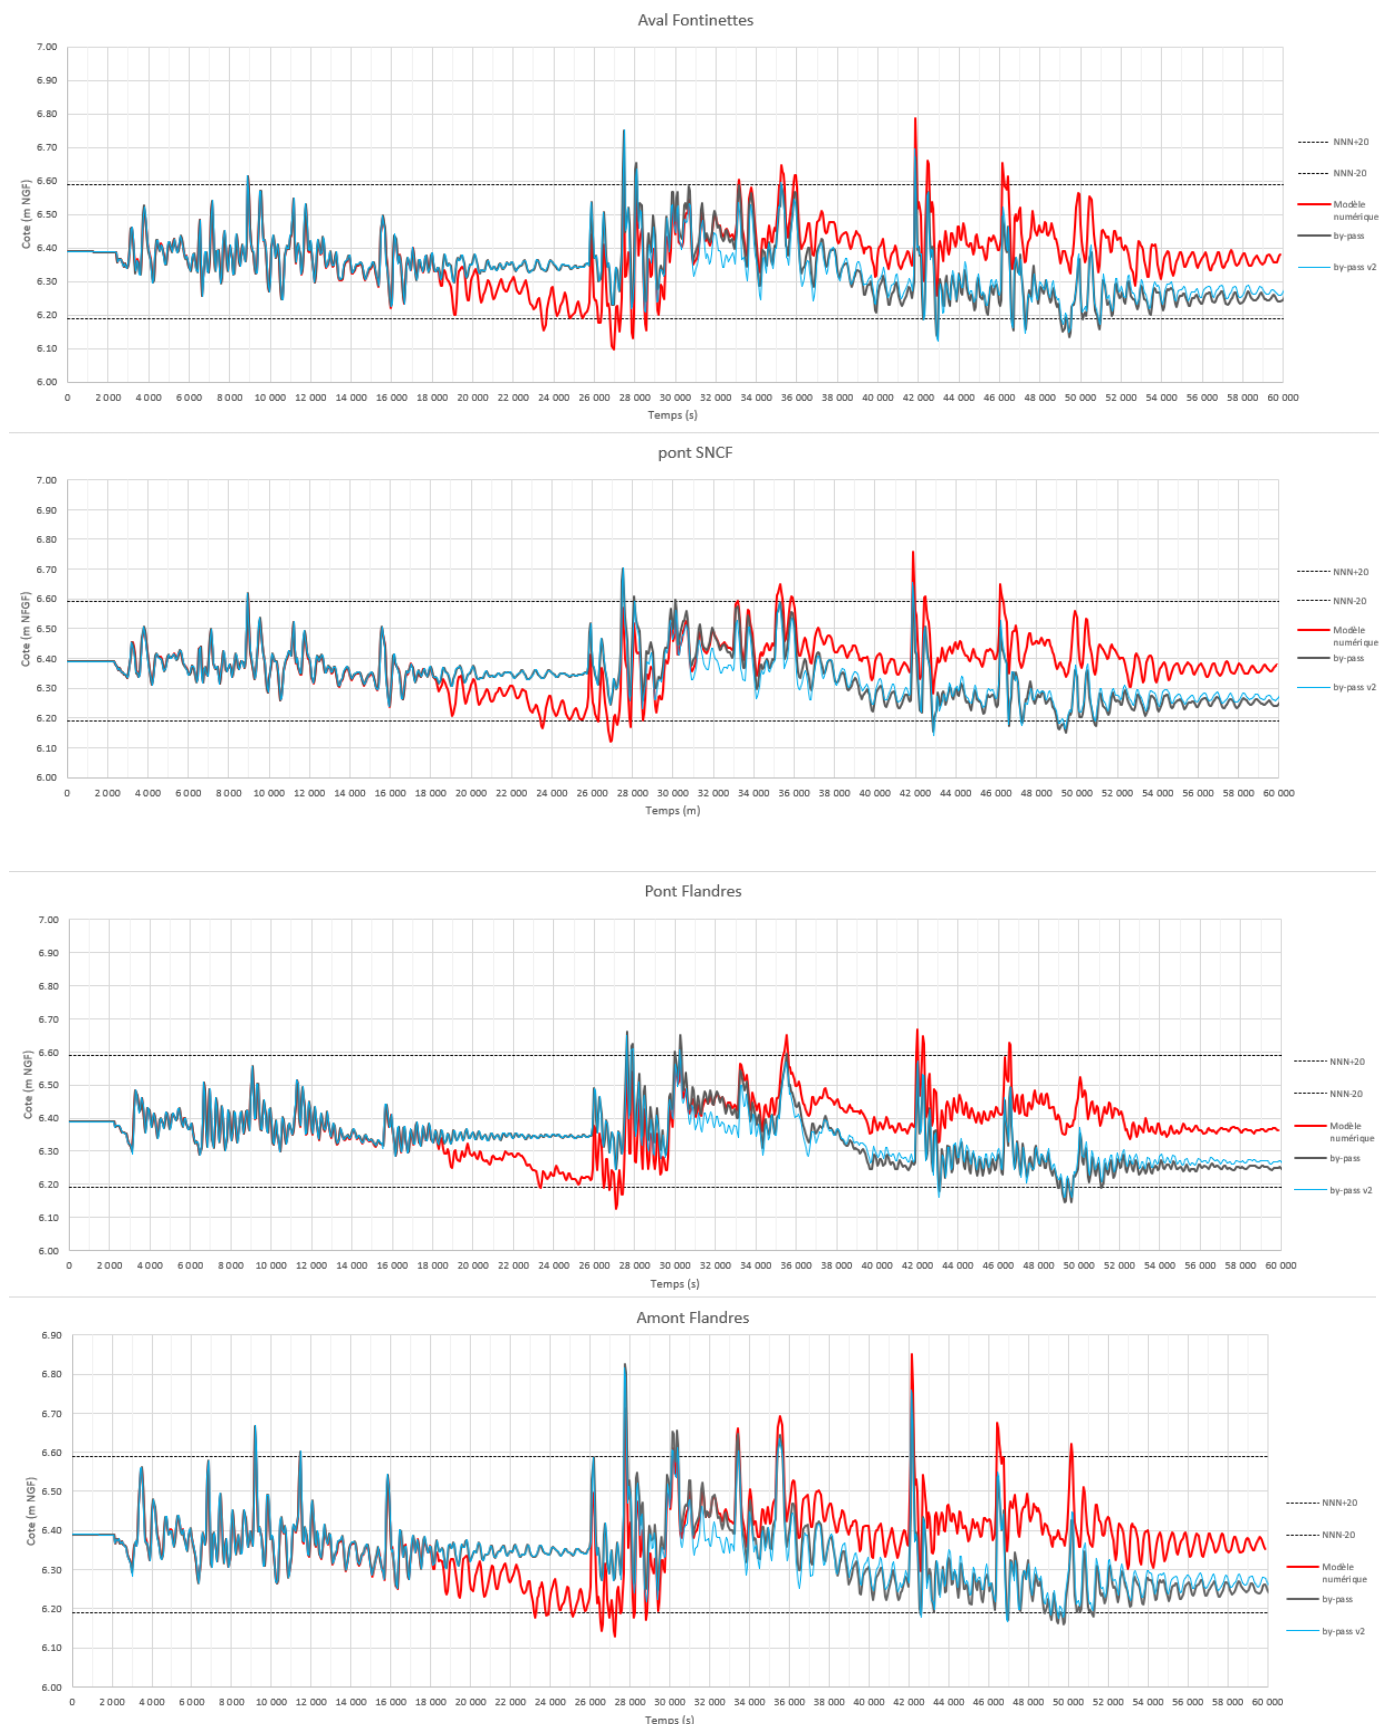 Aval Fontinettes
7.00
6.90
6.80
6.70
6.60
6.50
6.40
6.30
6.20
6.10
6.00
Cote (m NGF)
0 2 000 4 000 6 000 8 000 10 000 12 000 14 000 16 000 18 000 20 000 22 000 24 000 26 000 28 000 30 000 32 000 34 000 36 000 38 000 40 000 42 000 44 000 46 000 48 000 50 000 52 000 54 000 56 000 58 000 60 000
Temps (s)
NNN+20
NNN-20
Modèle
numérique
by-pass
by-pass v2
pont SNCF
7.00
6.90
6.80
6.70
6.60
6.50
6.40
6.30
6.20
6.10
6.00
Cote (m NFGF)
0 2 000 4 000 6 000 8 000 10 000 12 000 14 000 16 000 18 000 20 000 22 000 24 000 26 000 28 000 30 000 32 000 34 000 36 000 38 000 40 000 42 000 44 000 46 000 48 000 50 000 52 000 54 000 56 000 58 000 60 000
Temps (m)
NNN+20
NNN-20
Modèle
numérique
by-pass
by-pass v2
Pont Flandres
7.00
6.90
6.80
6.70
6.60
6.50
6.40
6.30
6.20
6.10
6.00
Cote (m NGF)
0 2 000 4 000 6 000 8 000 10 000 12 000 14 000 16 000 18 000 20 000 22 000 24 000 26 000 28 000 30 000 32 000 34 000 36 000 38 000 40 000 42 000 44 000 46 000 48 000 50 000 52 000 54 000 56 000 58 000 60 000
Temps (s)
NNN+20
NNN-20
Modèle
numérique
by-pass
by-pass v2
Amont Flandres
6.90
6.80
6.70
6.60
6.50
6.40
6.30
6.20
6.10
6.00
Cote (m NGF)
0 2 000 4 000 6 000 8 000 10 000 12 000 14 000 16 000 18 000 20 000 22 000 24 000 26 000 28 000 30 000 32 000 34 000 36 000 38 000 40 000 42 000 44 000 46 000 48 000 50 000 52 000 54 000 56 000 58 000 60 000
Temps (s)
NNN+20
NNN-20
Modèle
numérique
by-pass
by-pass v2